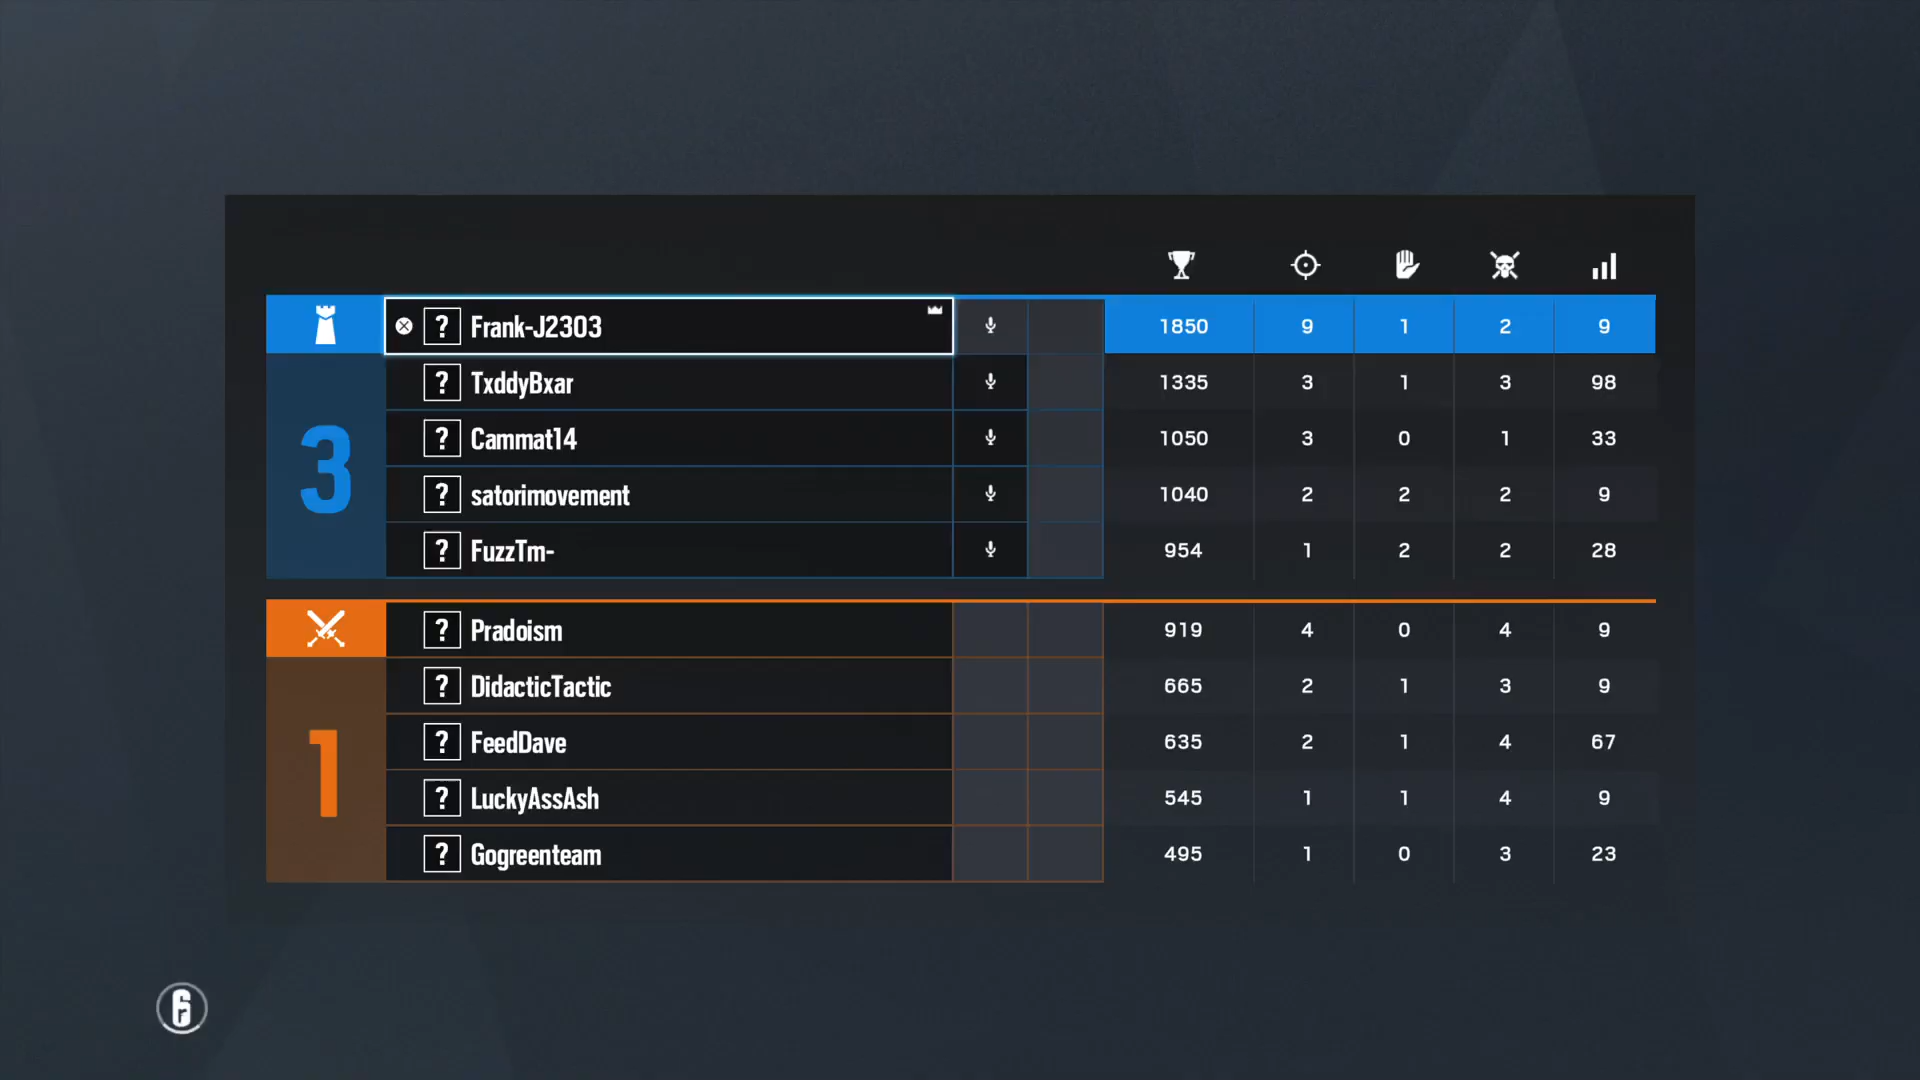 ? Frank-J2303 1850 9 1 2 9
? TxddyBxar 1335 3 1 3 98
? Cammat14 1050 3 0 1 33
3
? satorimovement 1040 2 2 2 9
? FuzzTm- 954 1 2 2 28
? Pradoism 919 4 0 4 9
? DidacticTactic 665 2 1 3 9
? FeedDave 635 2 1 4 67
1
? LuckyAssAsh 545 1 1 4 9
? Gogreenteam 495 1 0 3 23
6